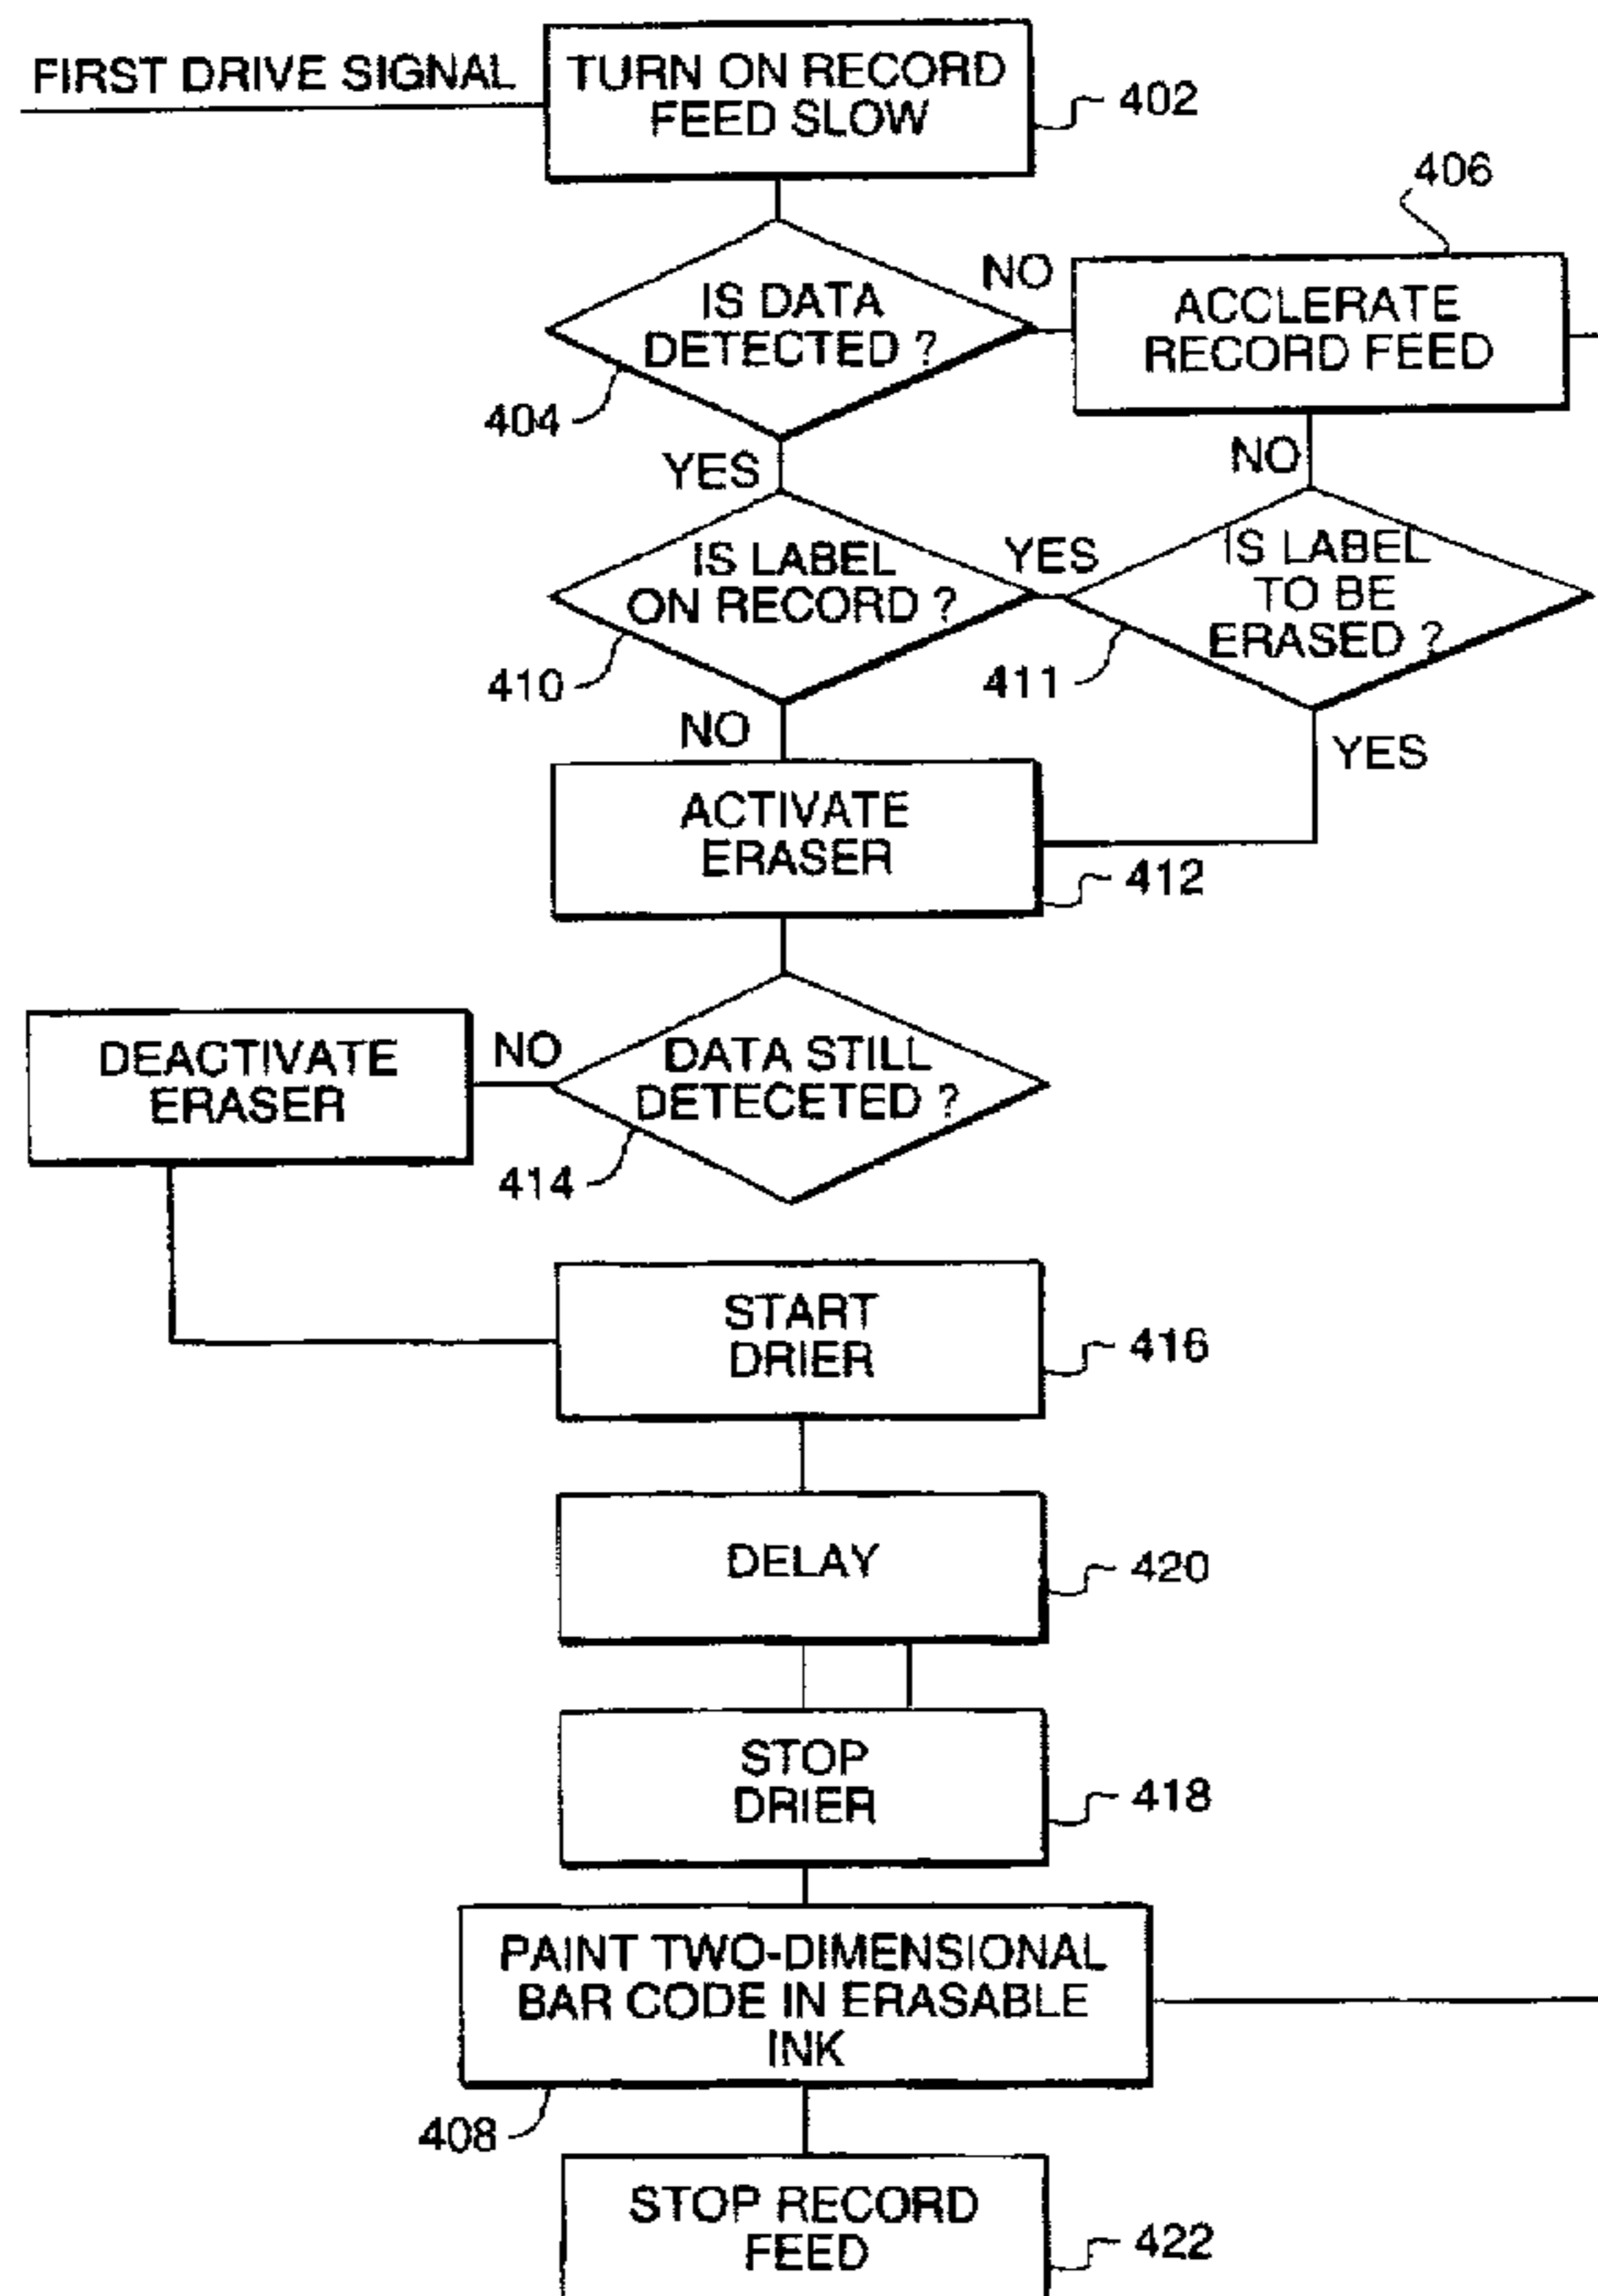 FIRST DRIVE SIGNAL
TURN ON RECORD
FEED SLOW
402
406
IS DATA
DETECTED ?
NO
404
ACCLERATE
RECORD FEED
YES
NO
IS LABEL
ON RECORD ?
YES
410
IS LABEL
TO BE
ERASED ?
411
NO
YES
ACTIVATE
ERASER
412
DEACTIVATE
ERASER
NO
DATA STILL
DETECETED ?
414
START
DRIER
416
DELAY
420
STOP
DRIER
418
PAINT TWO-DIMENSIONAL
BAR CODE IN ERASABLE
INK
408
STOP RECORD
FEED
422